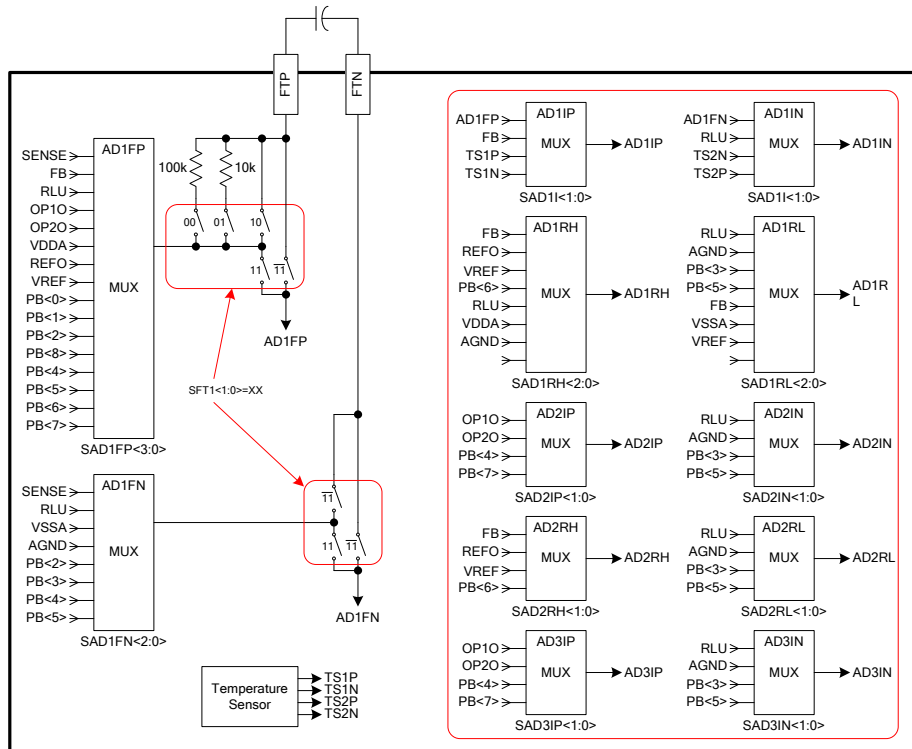 FTP
FTN
AD1FP
SENSE
FB
RLU
OP1O
OP2O
VDDA
REFO
VREF
PB<0>
PB<1>
PB<2>
PB<8>
PB<4>
PB<5>
PB<6>
PB<7>
MUX
SAD1FP<3:0>
100k
10k
00
01
10
11
11
AD1FP
SFT1<1:0>=XX
AD1FN
SENSE
RLU
VSSA
AGND
PB<2>
PB<3>
PB<4>
PB<5>
MUX
SAD1FN<2:0>
11
11
11
AD1FN
Temperature
Sensor
TS1P
TS1N
TS2P
TS2N
AD1IP
AD1FP
FB
TS1P
TS1N
MUX
AD1IP
SAD1I<1:0>
AD1IN
AD1FN
RLU
TS2N
TS2P
MUX
AD1IN
SAD1I<1:0>
AD1RH
FB
REFO
VREF
PB<6>
RLU
VDDA
AGND
MUX
AD1RH
SAD1RH<2:0>
AD1RL
RLU
AGND
PB<3>
PB<5>
FB
VSSA
VREF
MUX
AD1R
L
SAD1RL<2:0>
AD2IP
OP1O
OP2O
PB<4>
PB<7>
MUX
AD2IP
SAD2IP<1:0>
AD2IN
RLU
AGND
PB<3>
PB<5>
MUX
AD2IN
SAD2IN<1:0>
AD2RH
FB
REFO
VREF
PB<6>
MUX
AD2RH
SAD2RH<1:0>
AD2RL
RLU
AGND
PB<3>
PB<5>
MUX
AD2RL
SAD2RL<1:0>
AD3IP
OP1O
OP2O
PB<4>
PB<7>
MUX
AD3IP
SAD3IP<1:0>
AD3IN
RLU
AGND
PB<3>
PB<5>
MUX
AD3IN
SAD3IN<1:0>